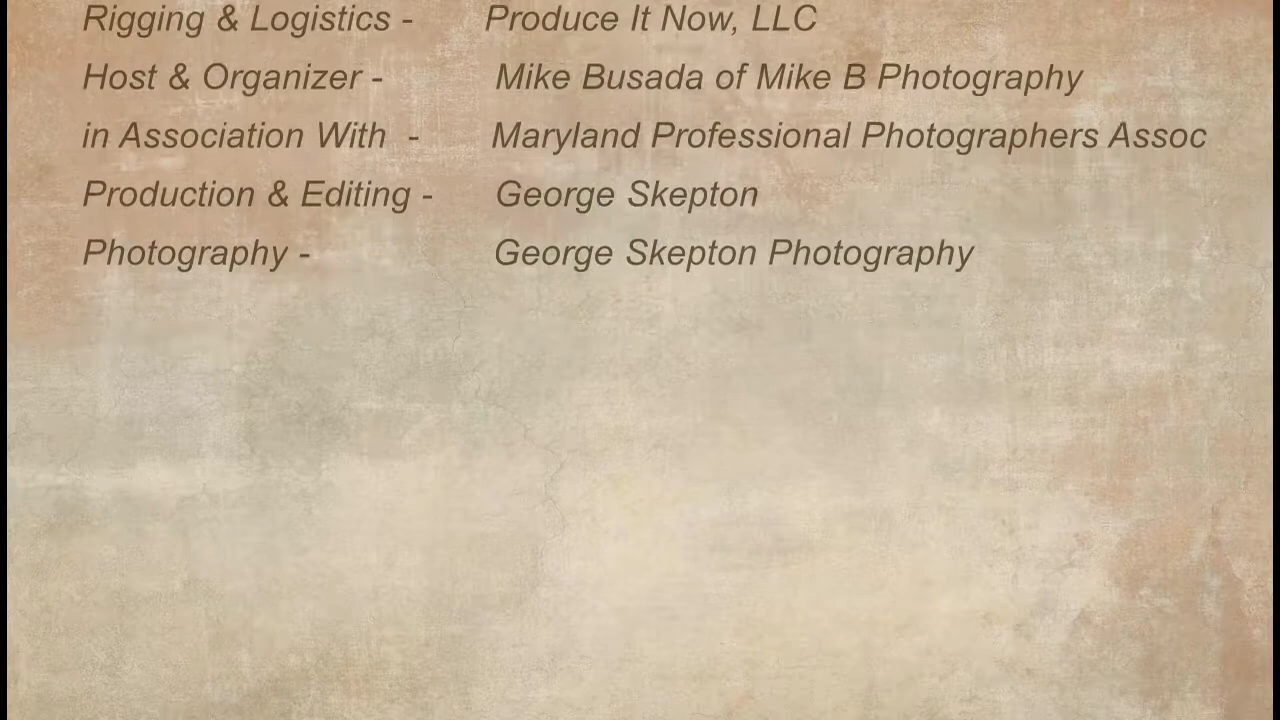 Rigging & Logistics - Produce It Now, LLC
Host & Organizer - Mike Busada of Mike B Photography
in Association With - Maryland Professional Photographers Assoc
Production & Editing - George Skepton
Photography - George Skepton Photography